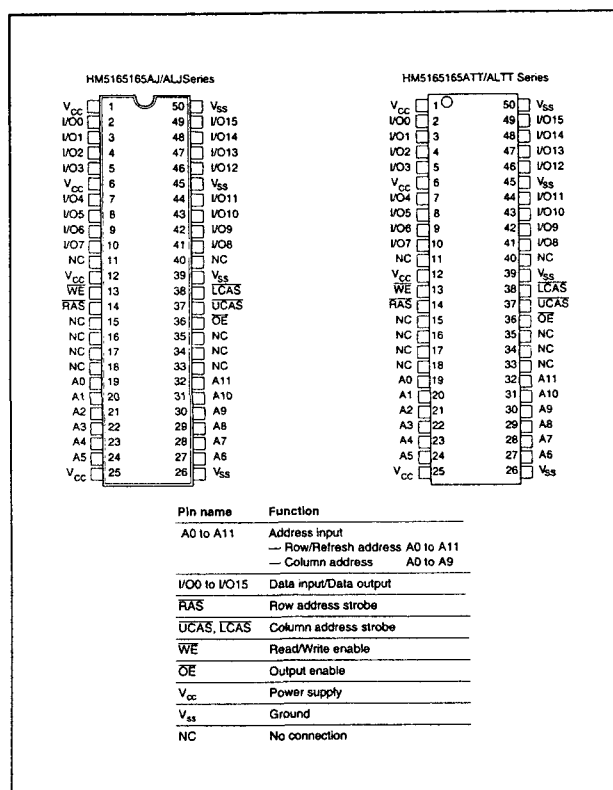 HM5165165AJ/ALJSeries
VCC 1 50 VSS
I/O0 2 49 I/O15
I/O1 3 48 I/O14
I/O2 4 47 I/O13
I/O3 5 46 I/O12
VCC 6 45 VSS
I/O4 7 44 I/O11
I/O5 8 43 I/O10
I/O6 9 42 I/O9
I/O7 10 41 I/O8
NC 11 40 NC
VCC 12 39 VSS
WE 13 38 LCAS
RAS 14 37 UCAS
NC 15 36 OE
NC 16 35 NC
NC 17 34 NC
NC 18 33 NC
A0 19 32 A11
A1 20 31 A10
A2 21 30 A9
A3 22 29 A8
A4 23 28 A7
A5 24 27 A6
VCC 25 26 VSS
HM5165165ATT/ALTT Series
VCC 1 50 VSS
I/O0 2 49 I/O15
I/O1 3 48 I/O14
I/O2 4 47 I/O13
I/O3 5 46 I/O12
VCC 6 45 VSS
I/O4 7 44 I/O11
I/O5 8 43 I/O10
I/O6 9 42 I/O9
I/O7 10 41 I/O8
NC 11 40 NC
VCC 12 39 VSS
WE 13 38 LCAS
RAS 14 37 UCAS
NC 15 36 OE
NC 16 35 NC
NC 17 34 NC
NC 18 33 NC
A0 19 32 A11
A1 20 31 A10
A2 21 30 A9
A3 22 29 A8
A4 23 28 A7
A5 24 27 A6
VCC 25 26 VSS
Pin name Function
A0 to A11 Address input
— Row/Refresh address A0 to A11
— Column address A0 to A9
I/O0 to I/O15 Data input/Data output
RAS Row address strobe
UCAS, LCAS Column address strobe
WE Read/Write enable
OE Output enable
Vcc Power supply
Vss Ground
NC No connection